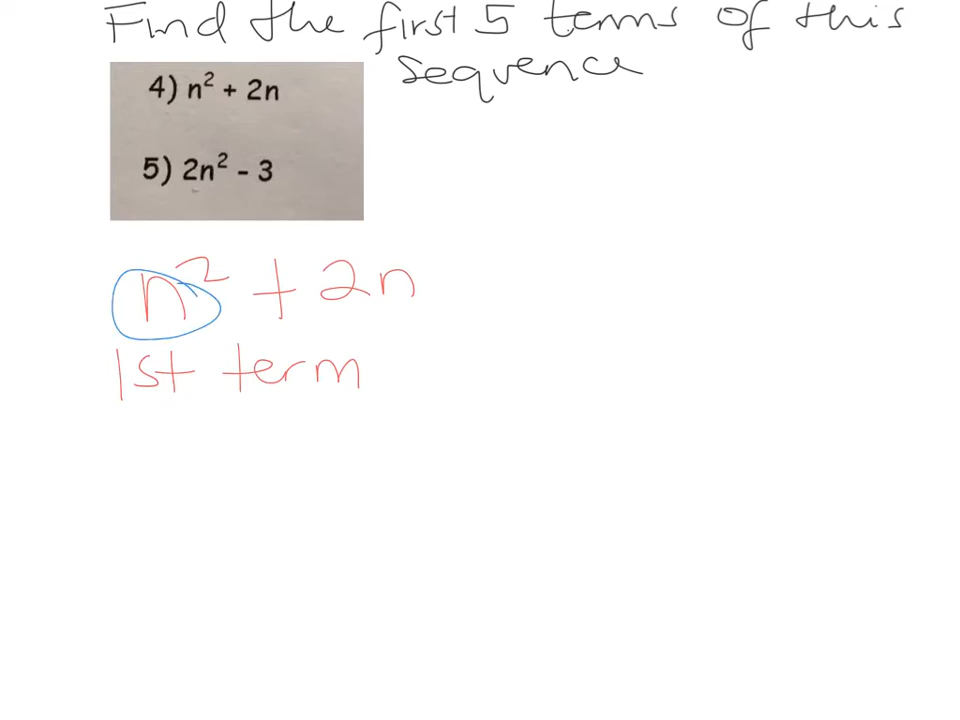 Find the first 5 terms of this
sequence
4) n² + 2n
5) 2n² - 3
n² + 2n
1st term